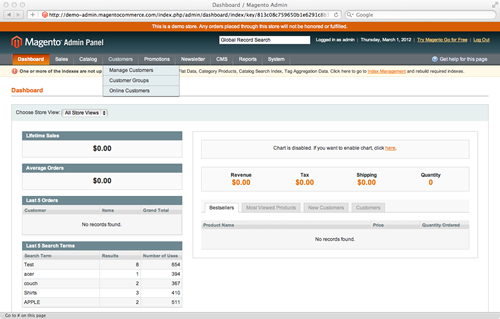 Dashboard / Magento Admin
http://demo-admin.magentocommerce.com/index.php/admin/dashboard/index/key/813c08c759650b1e6291c8b
Google
This is a demo store. Any orders placed through this store will not be honored or fulfilled.
Magento Admin Panel
Global Record Search
Logged in as admin | Thursday, March 1, 2012 | Try Magento Go for Free | Log Out
Dashboard Sales Catalog Customers Promotions Newsletter CMS Reports System
Get help for this page
One or more of the Indexes are not up
Flat Data, Category Products, Catalog Search Index, Tag Aggregation Data. Click here to go to Index Management and rebuild required indexes.
Manage Customers
Customer Groups
Online Customers
Dashboard
Choose Store View: All Store Views
Lifetime Sales
$0.00
Average Orders
$0.00
Last 5 Orders
Customer Items Grand Total
No records found.
Last 5 Search Terms
Search Term Results Number of Uses
Test 8 654
acer 1 394
couch 2 367
Shirts 3 410
APPLE 2 511
Chart is disabled. If you want to enable chart, click here.
Revenue Tax Shipping Quantity
$0.00 $0.00 $0.00 0
Bestsellers Most Viewed Products New Customers Customers
Product Name Price Quantity Ordered
No records found.
Go to # on this page